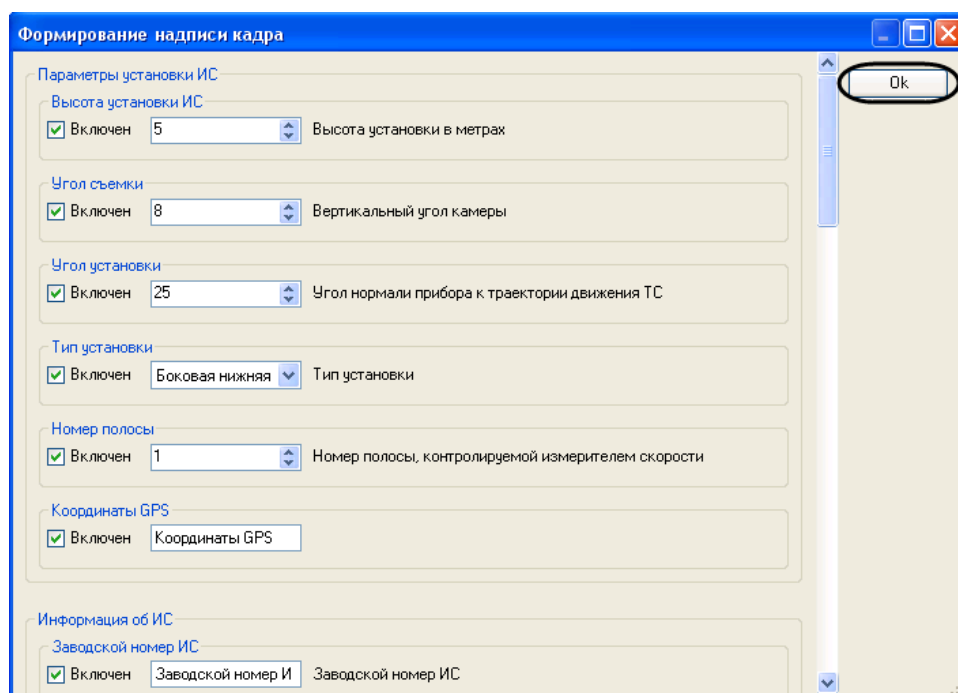 Формирование надписи кадра
Ok
Параметры установки ИС
Высота установки ИС
Включен 5 Высота установки в метрах
Угол съемки
Включен 8 Вертикальный угол камеры
Угол установки
Включен 25 Угол нормали прибора к траектории движения ТС
Тип установки
Включен Боковая нижняя Тип установки
Номер полосы
Включен 1 Номер полосы, контролируемой измерителем скорости
Координаты GPS
Включен Координаты GPS
Информация об ИС
Заводской номер ИС
Включен Заводской номер И Заводской номер ИС